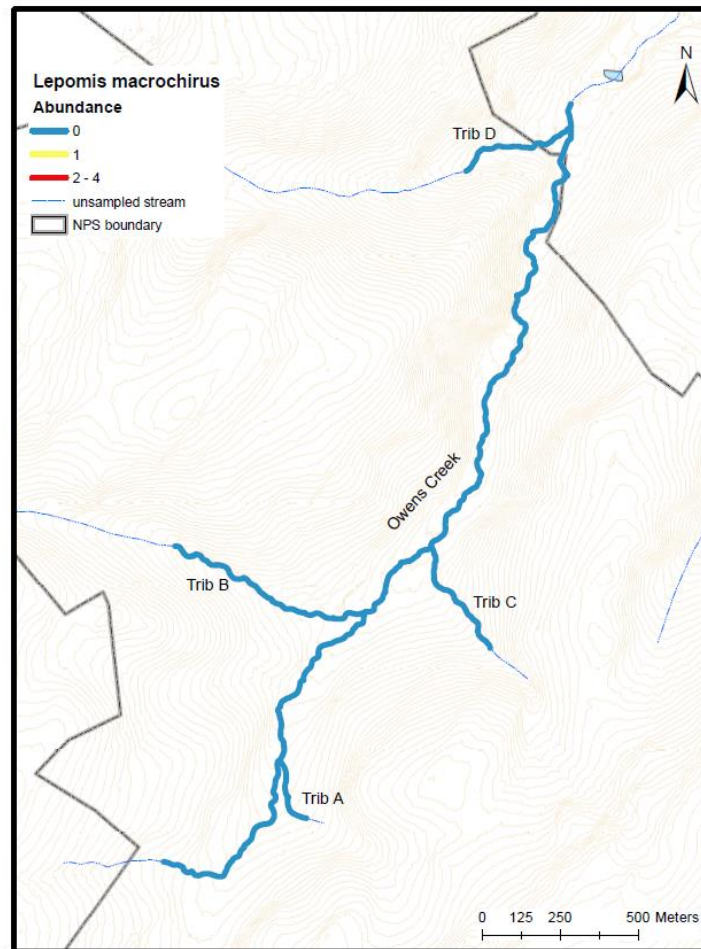 Lepomis macrochirus
Abundance
0
1
2 - 4
unsampled stream
NPS boundary
N
Trib D
Owens Creek
Trib B
Trib C
Trib A
0 125 250 500 Meters